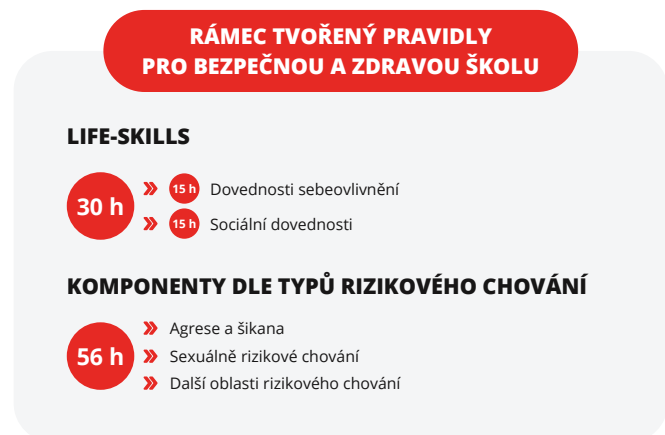 RÁMEC TVOŘENÝ PRAVIDLY
PRO BEZPEČNOU A ZDRAVOU ŠKOLU
LIFE-SKILLS
30 h
15 h Dovednosti sebeovlivnění
15 h Sociální dovednosti
KOMPONENTY DLE TYPŮ RIZIKOVÉHO CHOVÁNÍ
56 h
Agrese a šikana
Sexuálně rizikové chování
Další oblasti rizikového chování